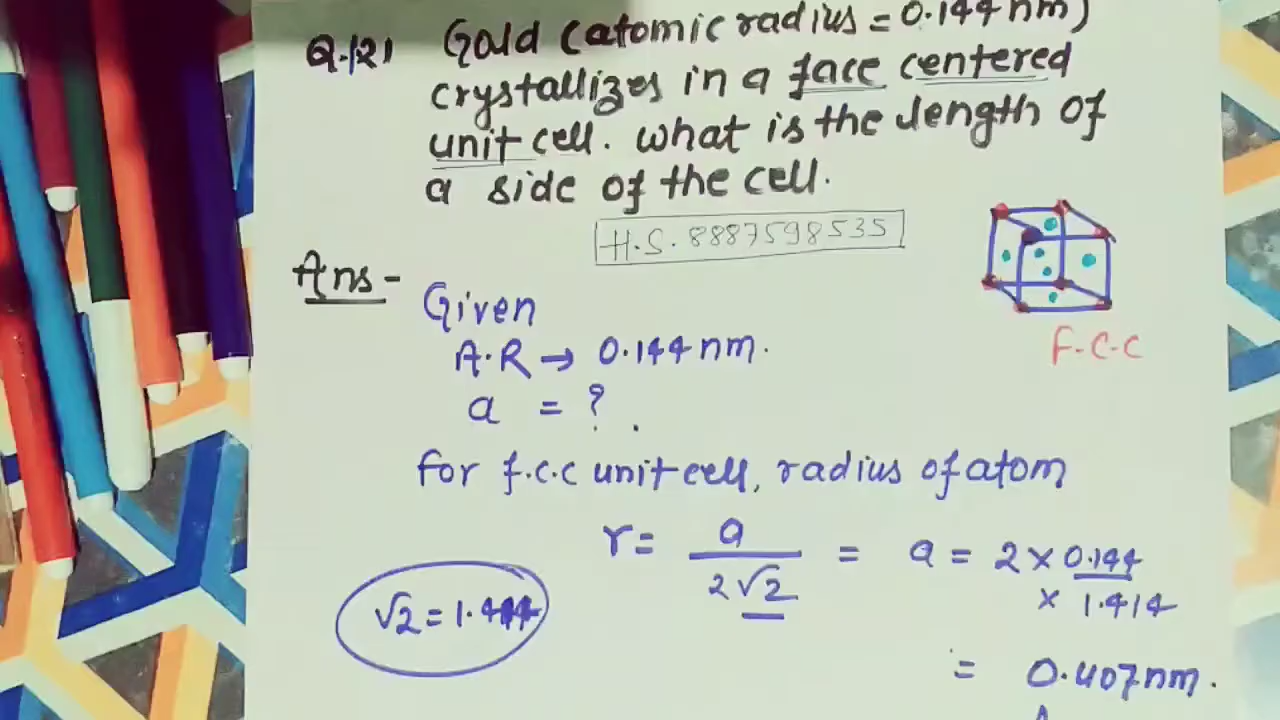 Q.121 Gold (atomic radius = 0.144 nm)
crystallizes in a face centered
unit cell. what is the length of
a side of the cell.
H.S. 8887598535
Ans -
Given
A.R → 0.144 nm.
a = ?
F.C.C
for f.c.c unit cell, radius of atom
r = a / 2√2 = a = 2 × 0.144
× 1.414
√2 = 1.414
= 0.407 nm.